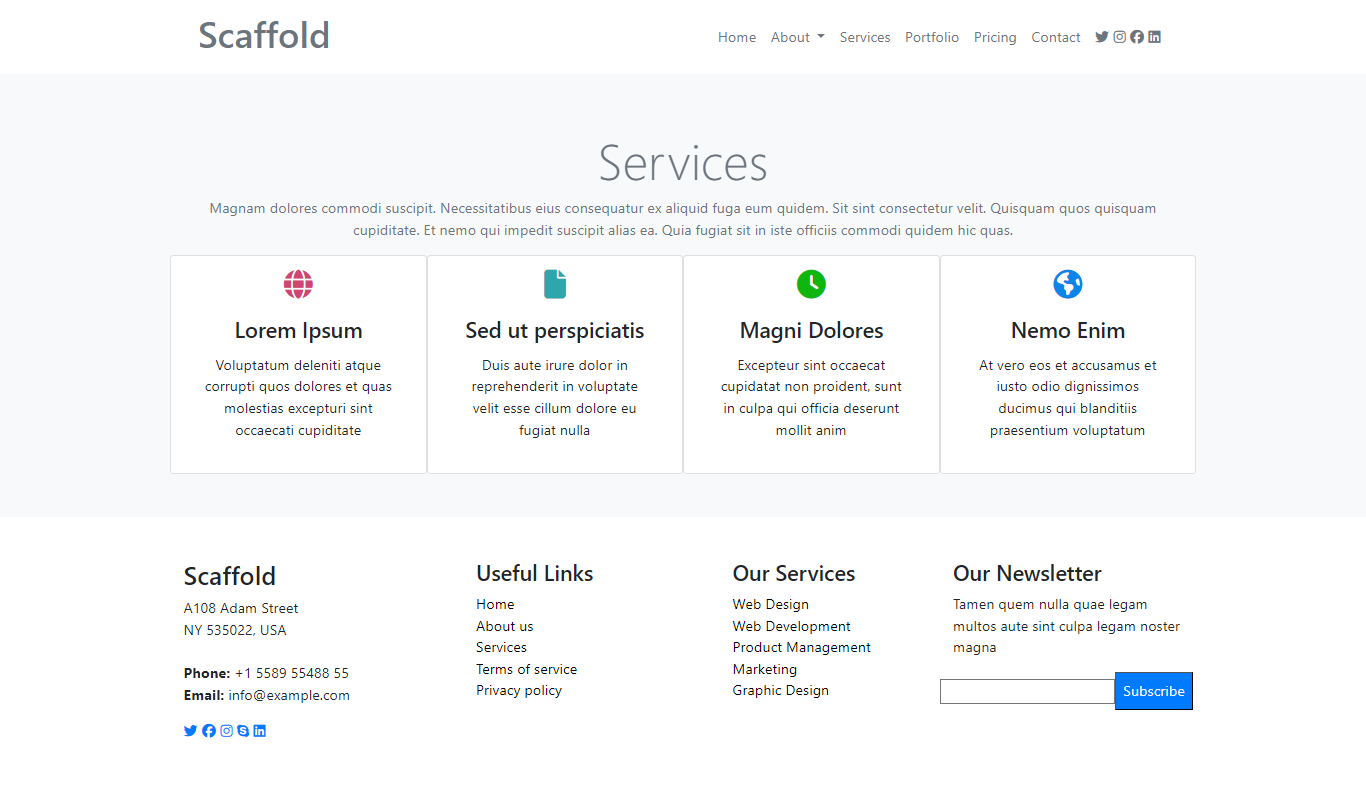 Scaffold
Home About Services Portfolio Pricing Contact
Services
Magnam dolores commodi suscipit. Necessitatibus eius consequatur ex aliquid fuga eum quidem. Sit sint consectetur velit. Quisquam quos quisquam
cupiditate. Et nemo qui impedit suscipit alias ea. Quia fugiat sit in iste officiis commodi quidem hic quas.
Lorem Ipsum
Voluptatum deleniti atque
corrupti quos dolores et quas
molestias excepturi sint
occaecati cupiditate
Sed ut perspiciatis
Duis aute irure dolor in
reprehenderit in voluptate
velit esse cillum dolore eu
fugiat nulla
Magni Dolores
Excepteur sint occaecat
cupidatat non proident, sunt
in culpa qui officia deserunt
mollit anim
Nemo Enim
At vero eos et accusamus et
iusto odio dignissimos
ducimus qui blanditiis
praesentium voluptatum
Scaffold
A108 Adam Street
NY 535022, USA
Phone: +1 5589 55488 55
Email: info@example.com
Useful Links
Home
About us
Services
Terms of service
Privacy policy
Our Services
Web Design
Web Development
Product Management
Marketing
Graphic Design
Our Newsletter
Tamen quem nulla quae legam
multos aute sint culpa legam noster
magna
Subscribe